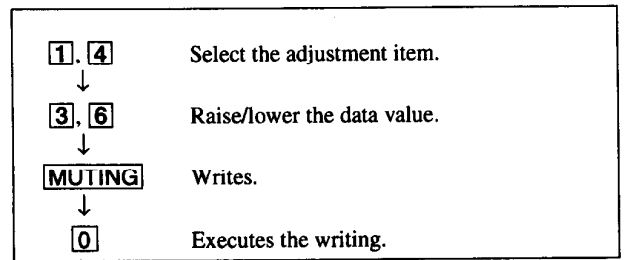 1. 4 Select the adjustment item.
↓
3, 6 Raise/lower the data value.
↓
MUTING Writes.
↓
0 Executes the writing.